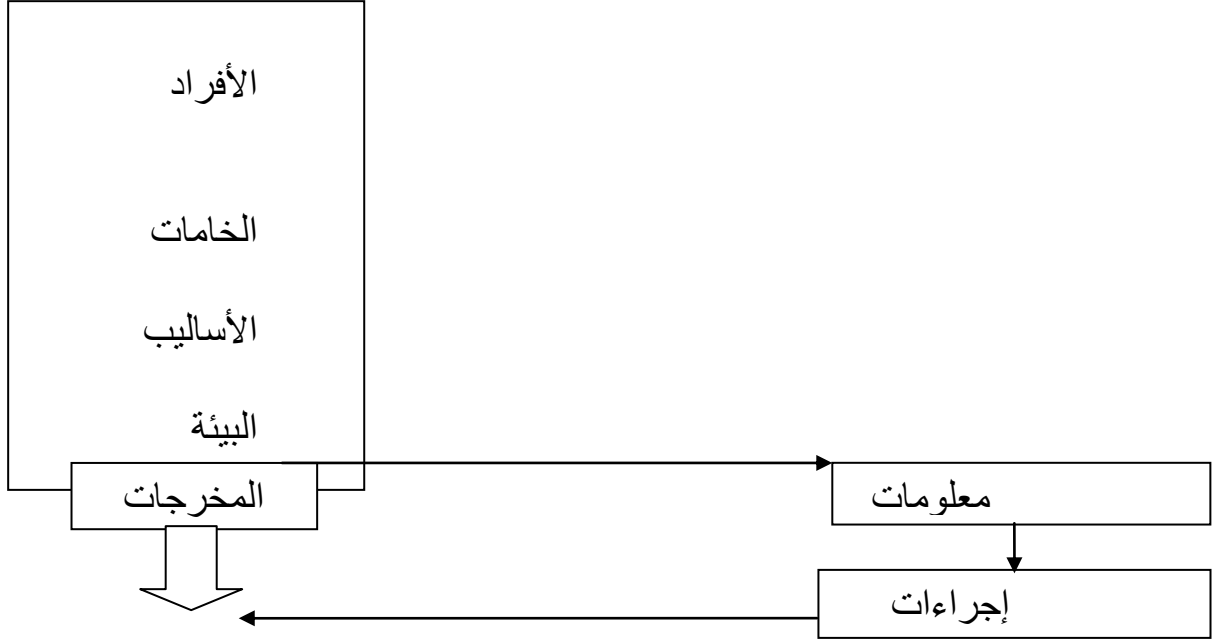 الأفراد
الخامات
الأساليب
البيئة
المخرجات
معلومات
إجراءات